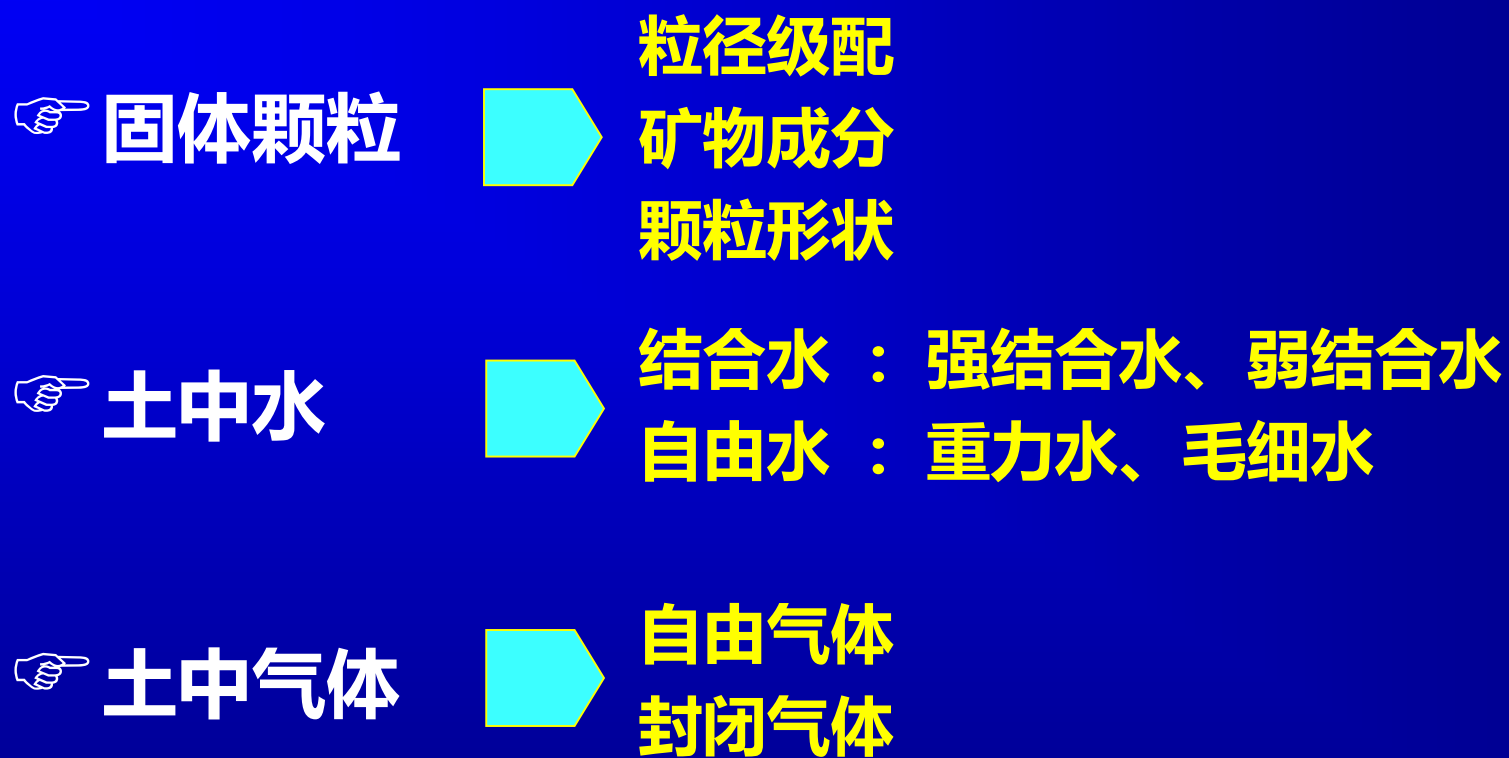 固体颗粒
粒径级配
矿物成分
颗粒形状
土中水
结合水 ：强结合水、弱结合水
自由水 ：重力水、毛细水
土中气体
自由气体
封闭气体